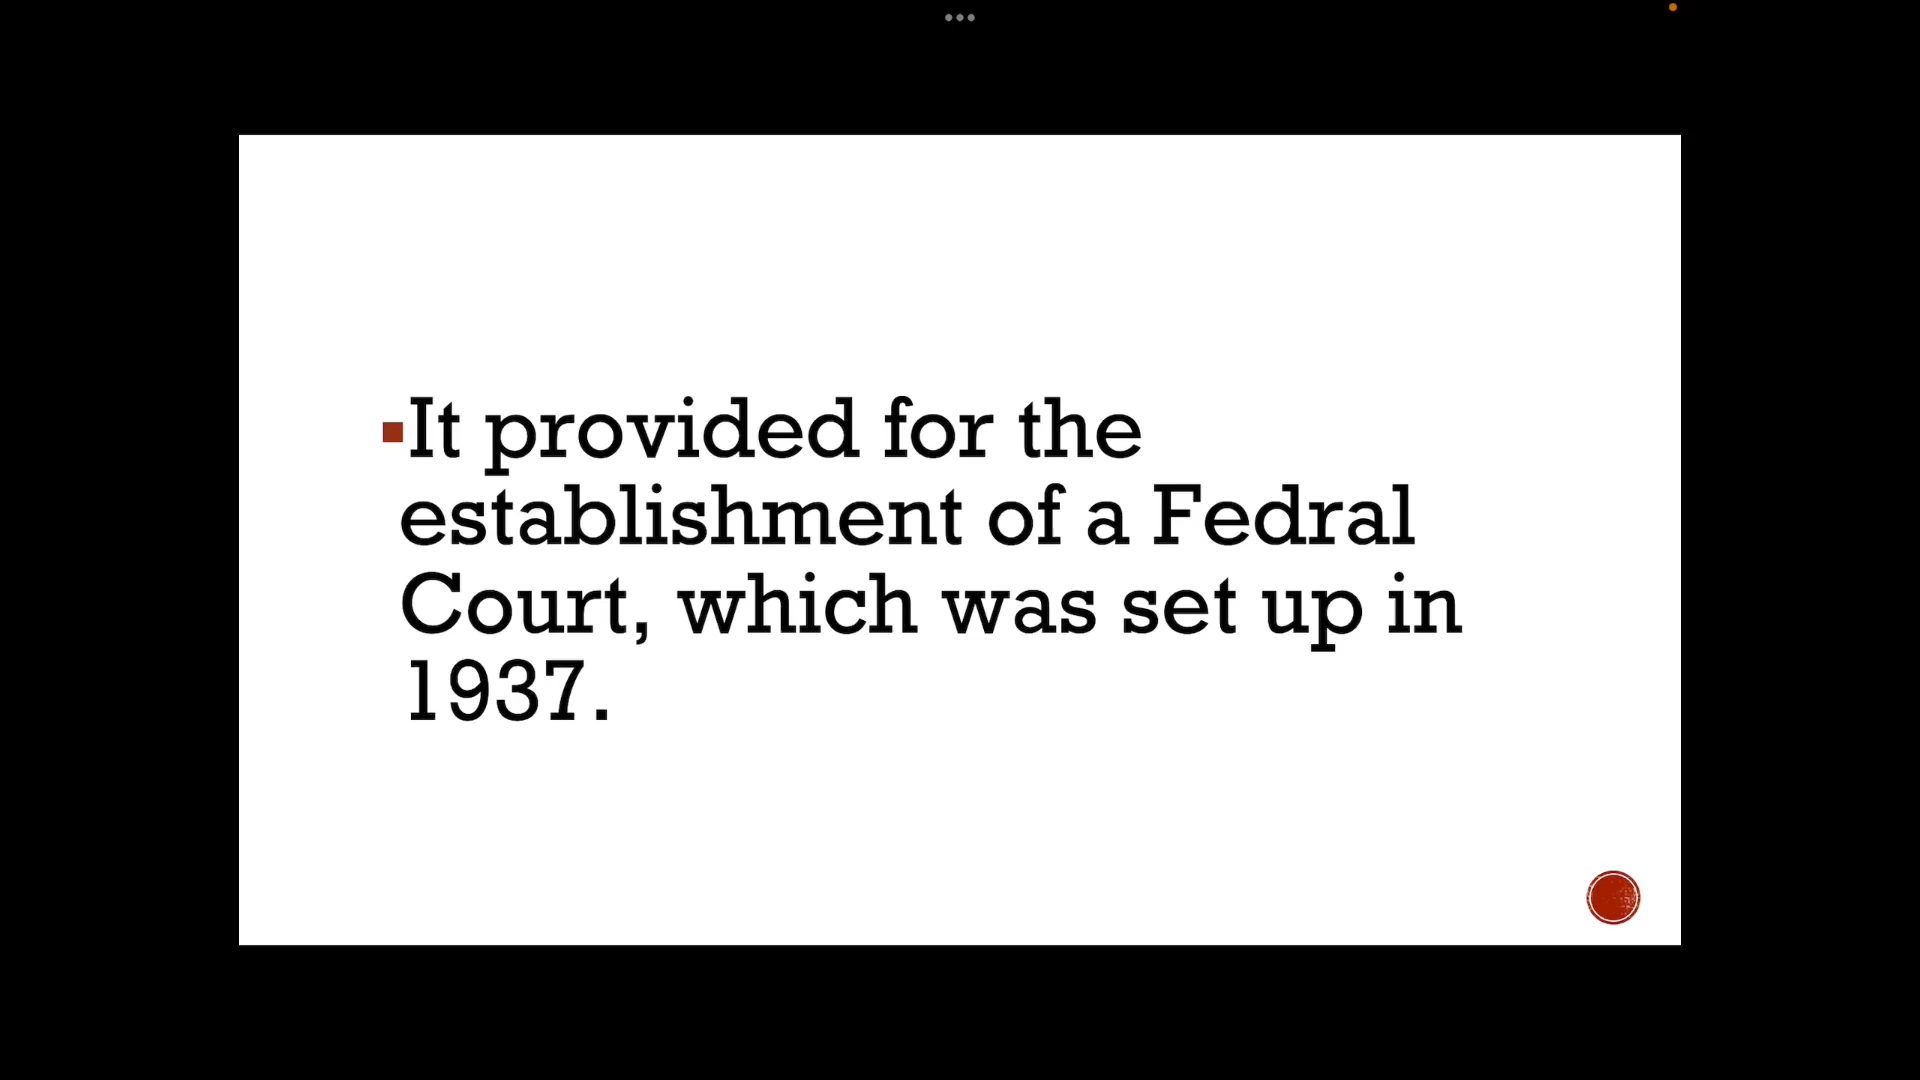 ▪It provided for the
establishment of a Fedral
Court, which was set up in
1937.